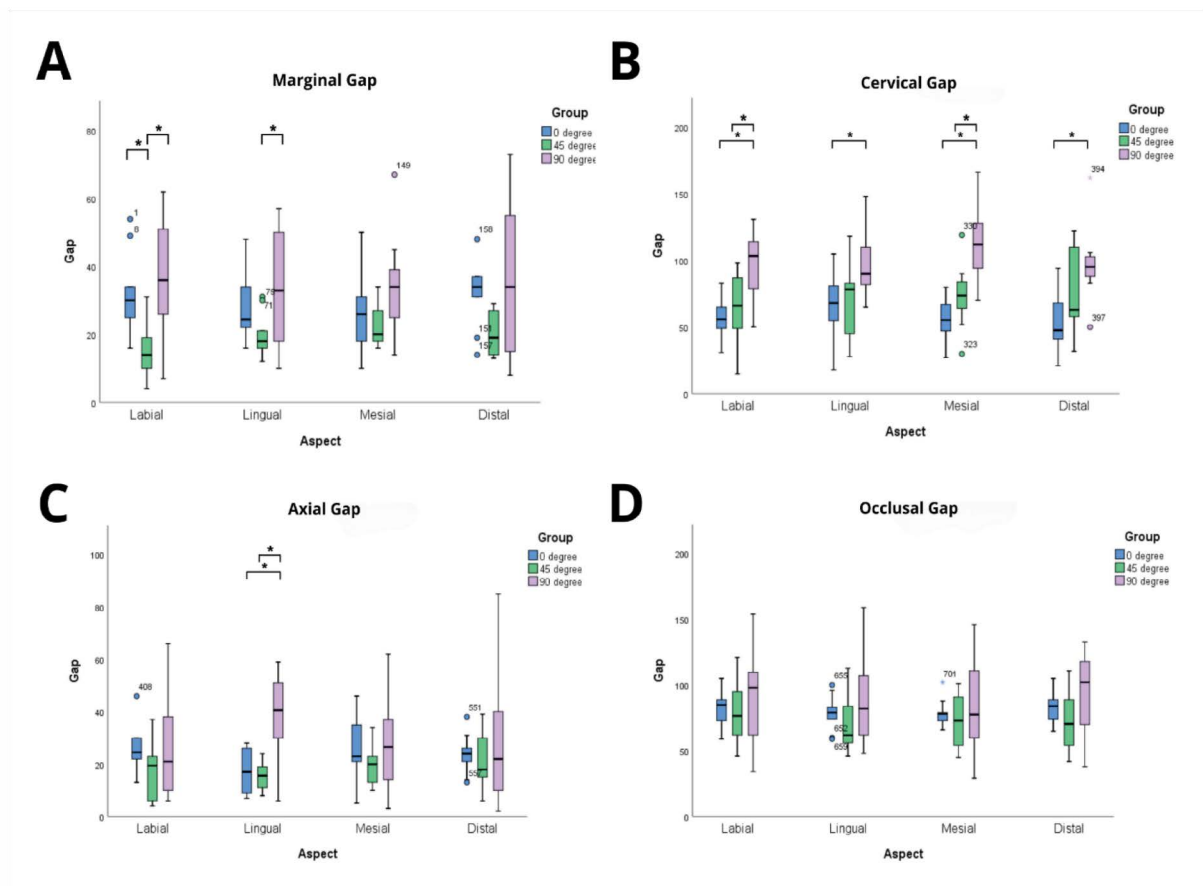 A
Marginal Gap
Group
0 degree
45 degree
90 degree
Gap
80
60
40
20
0
*
*
*
1
8
79
71
149
158
151
157
Labial
Lingual
Mesial
Distal
Aspect
B
Cervical Gap
Group
0 degree
45 degree
90 degree
Gap
200
150
100
50
0
*
*
*
*
*
*
330
323
394
397
Labial
Lingual
Mesial
Distal
Aspect
C
Axial Gap
Group
0 degree
45 degree
90 degree
Gap
100
80
60
40
20
0
*
*
408
551
Labial
Lingual
Mesial
Distal
Aspect
D
Occlusal Gap
Group
0 degree
45 degree
90 degree
Gap
200
150
100
50
0
655
652
659
701
Labial
Lingual
Mesial
Distal
Aspect